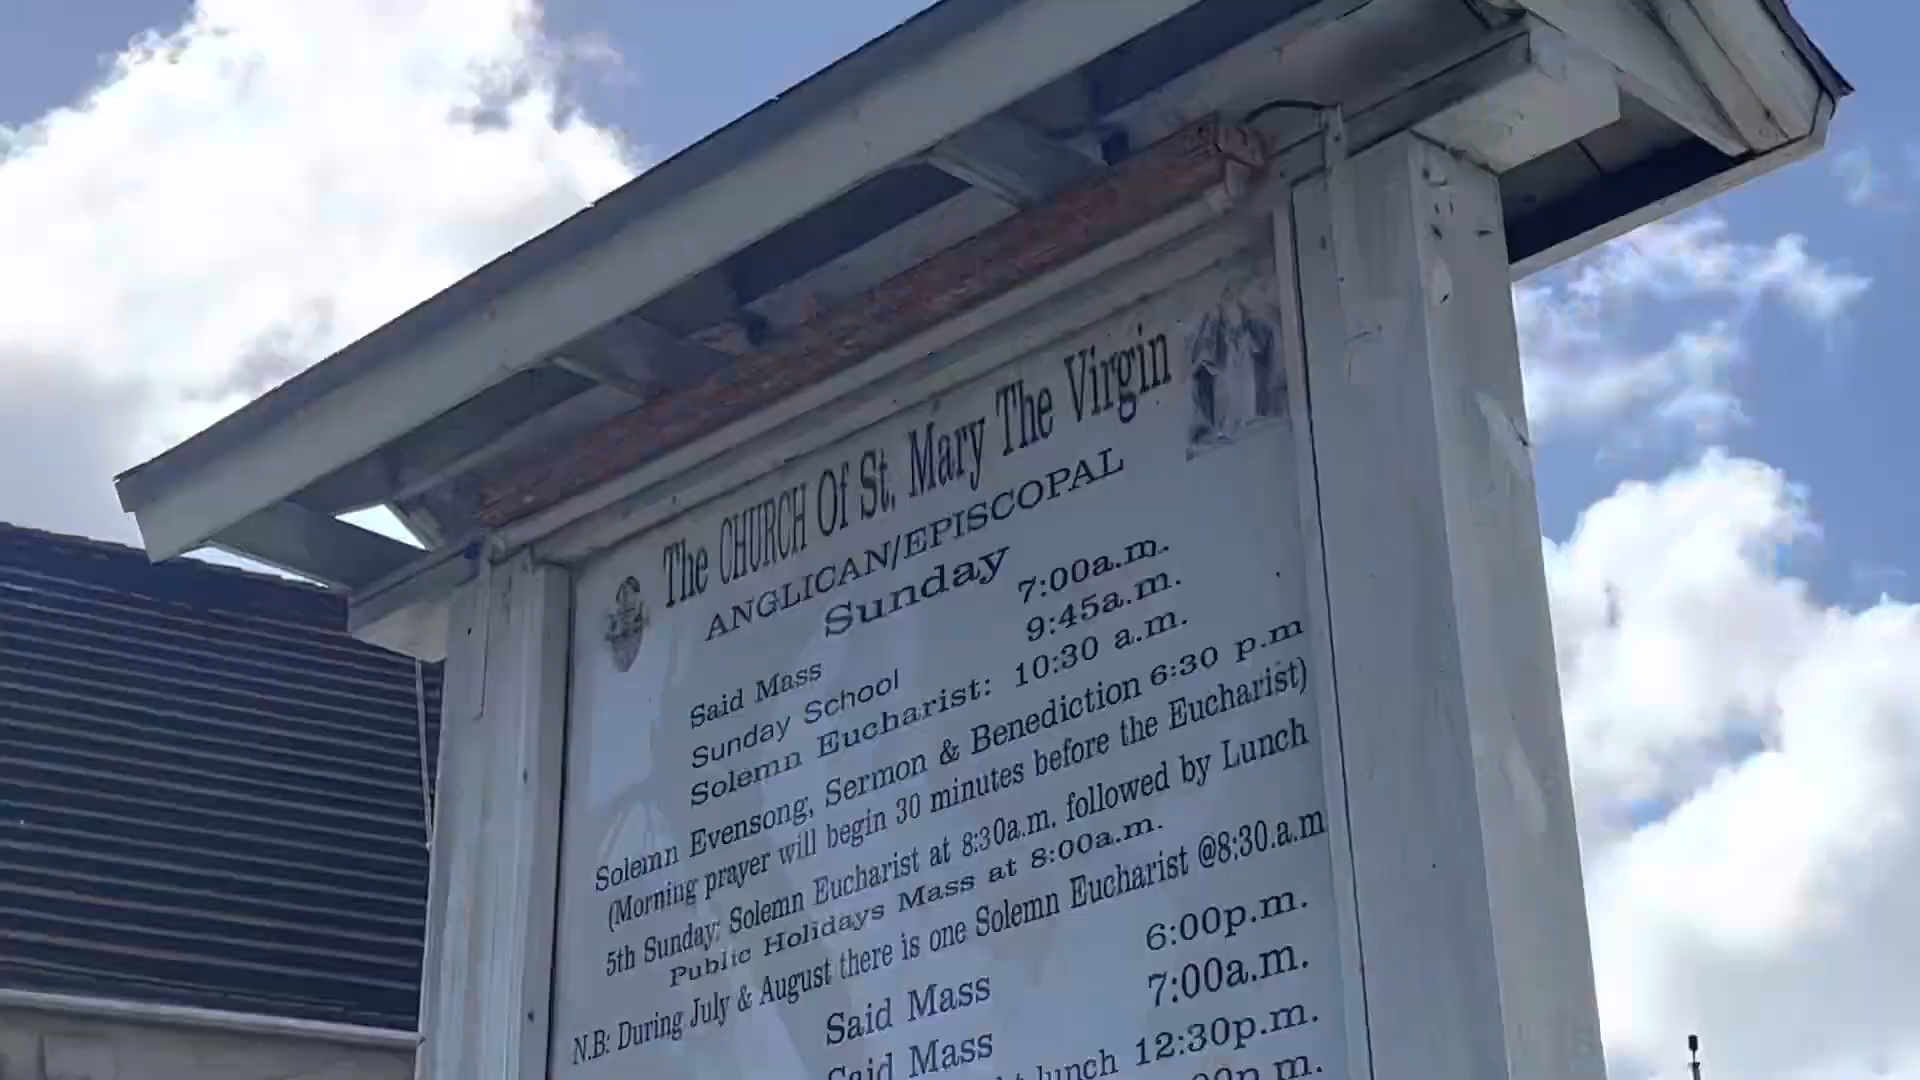 The CHURCH Of St. Mary The Virgin
ANGLICAN/EPISCOPAL
Sunday
Said Mass 7:00a.m.
Sunday School 9:45a.m.
Solemn Eucharist: 10:30 a.m.
Solemn Evensong, Sermon & Benediction 6:30 p.m
(Morning prayer will begin 30 minutes before the Eucharist)
5th Sunday: Solemn Eucharist at 8:30a.m. followed by Lunch
Public Holidays Mass at 8:00a.m.
N.B: During July & August there is one Solemn Eucharist @8:30.a.m
Said Mass 6:00p.m.
Said Mass 7:00a.m.
lunch 12:30p.m.
p.m.